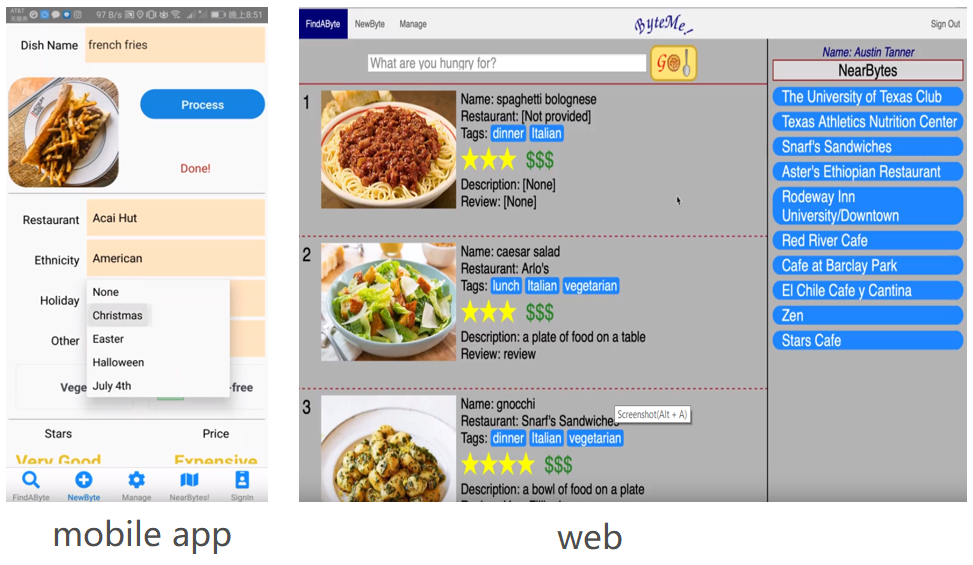 97 B/s 晚上8:51
Dish Name french fries
Process
Done!
Restaurant Acai Hut
Ethnicity American
Holiday
None
Christmas
Easter
Other
Halloween
July 4th
Vege -free
Stars Price
Very Good Expensive
FindAByte NewByte Manage NearBytes! SignIn
mobile app
FindAByte NewByte Manage ByteMe! Sign Out
What are you hungry for? GO!
1
Name: spaghetti bolognese
Restaurant: [Not provided]
Tags: dinner Italian
$$$
Description: [None]
Review: [None]
2
Name: caesar salad
Restaurant: Arlo's
Tags: lunch Italian vegetarian
$$$
Description: a plate of food on a table
Review: review
3
Name: gnocchi
Restaurant: Snarf's Sandwiches
Screenshot(Alt + A)
Tags: dinner Italian vegetarian
$$$
Description: a bowl of food on a plate
Name: Austin Tanner
NearBytes
The University of Texas Club
Texas Athletics Nutrition Center
Snarf's Sandwiches
Aster's Ethiopian Restaurant
Rodeway Inn
University/Downtown
Red River Cafe
Cafe at Barclay Park
El Chile Cafe y Cantina
Zen
Stars Cafe
web